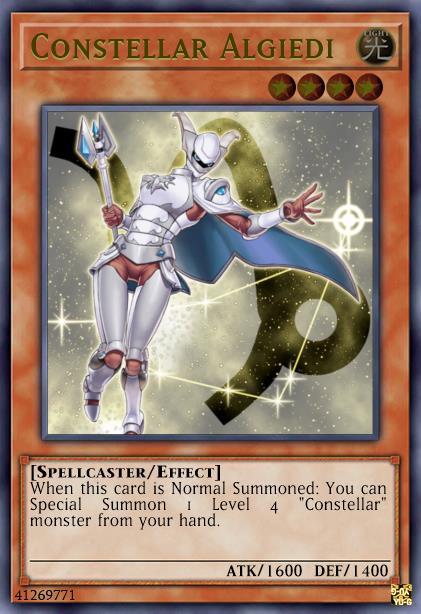 Constellar Algiedi
LIGHT
光
[Spellcaster/Effect]
When this card is Normal Summoned: You can
Special Summon 1 Level 4 "Constellar"
monster from your hand.
ATK/1600 DEF/1400
41269771